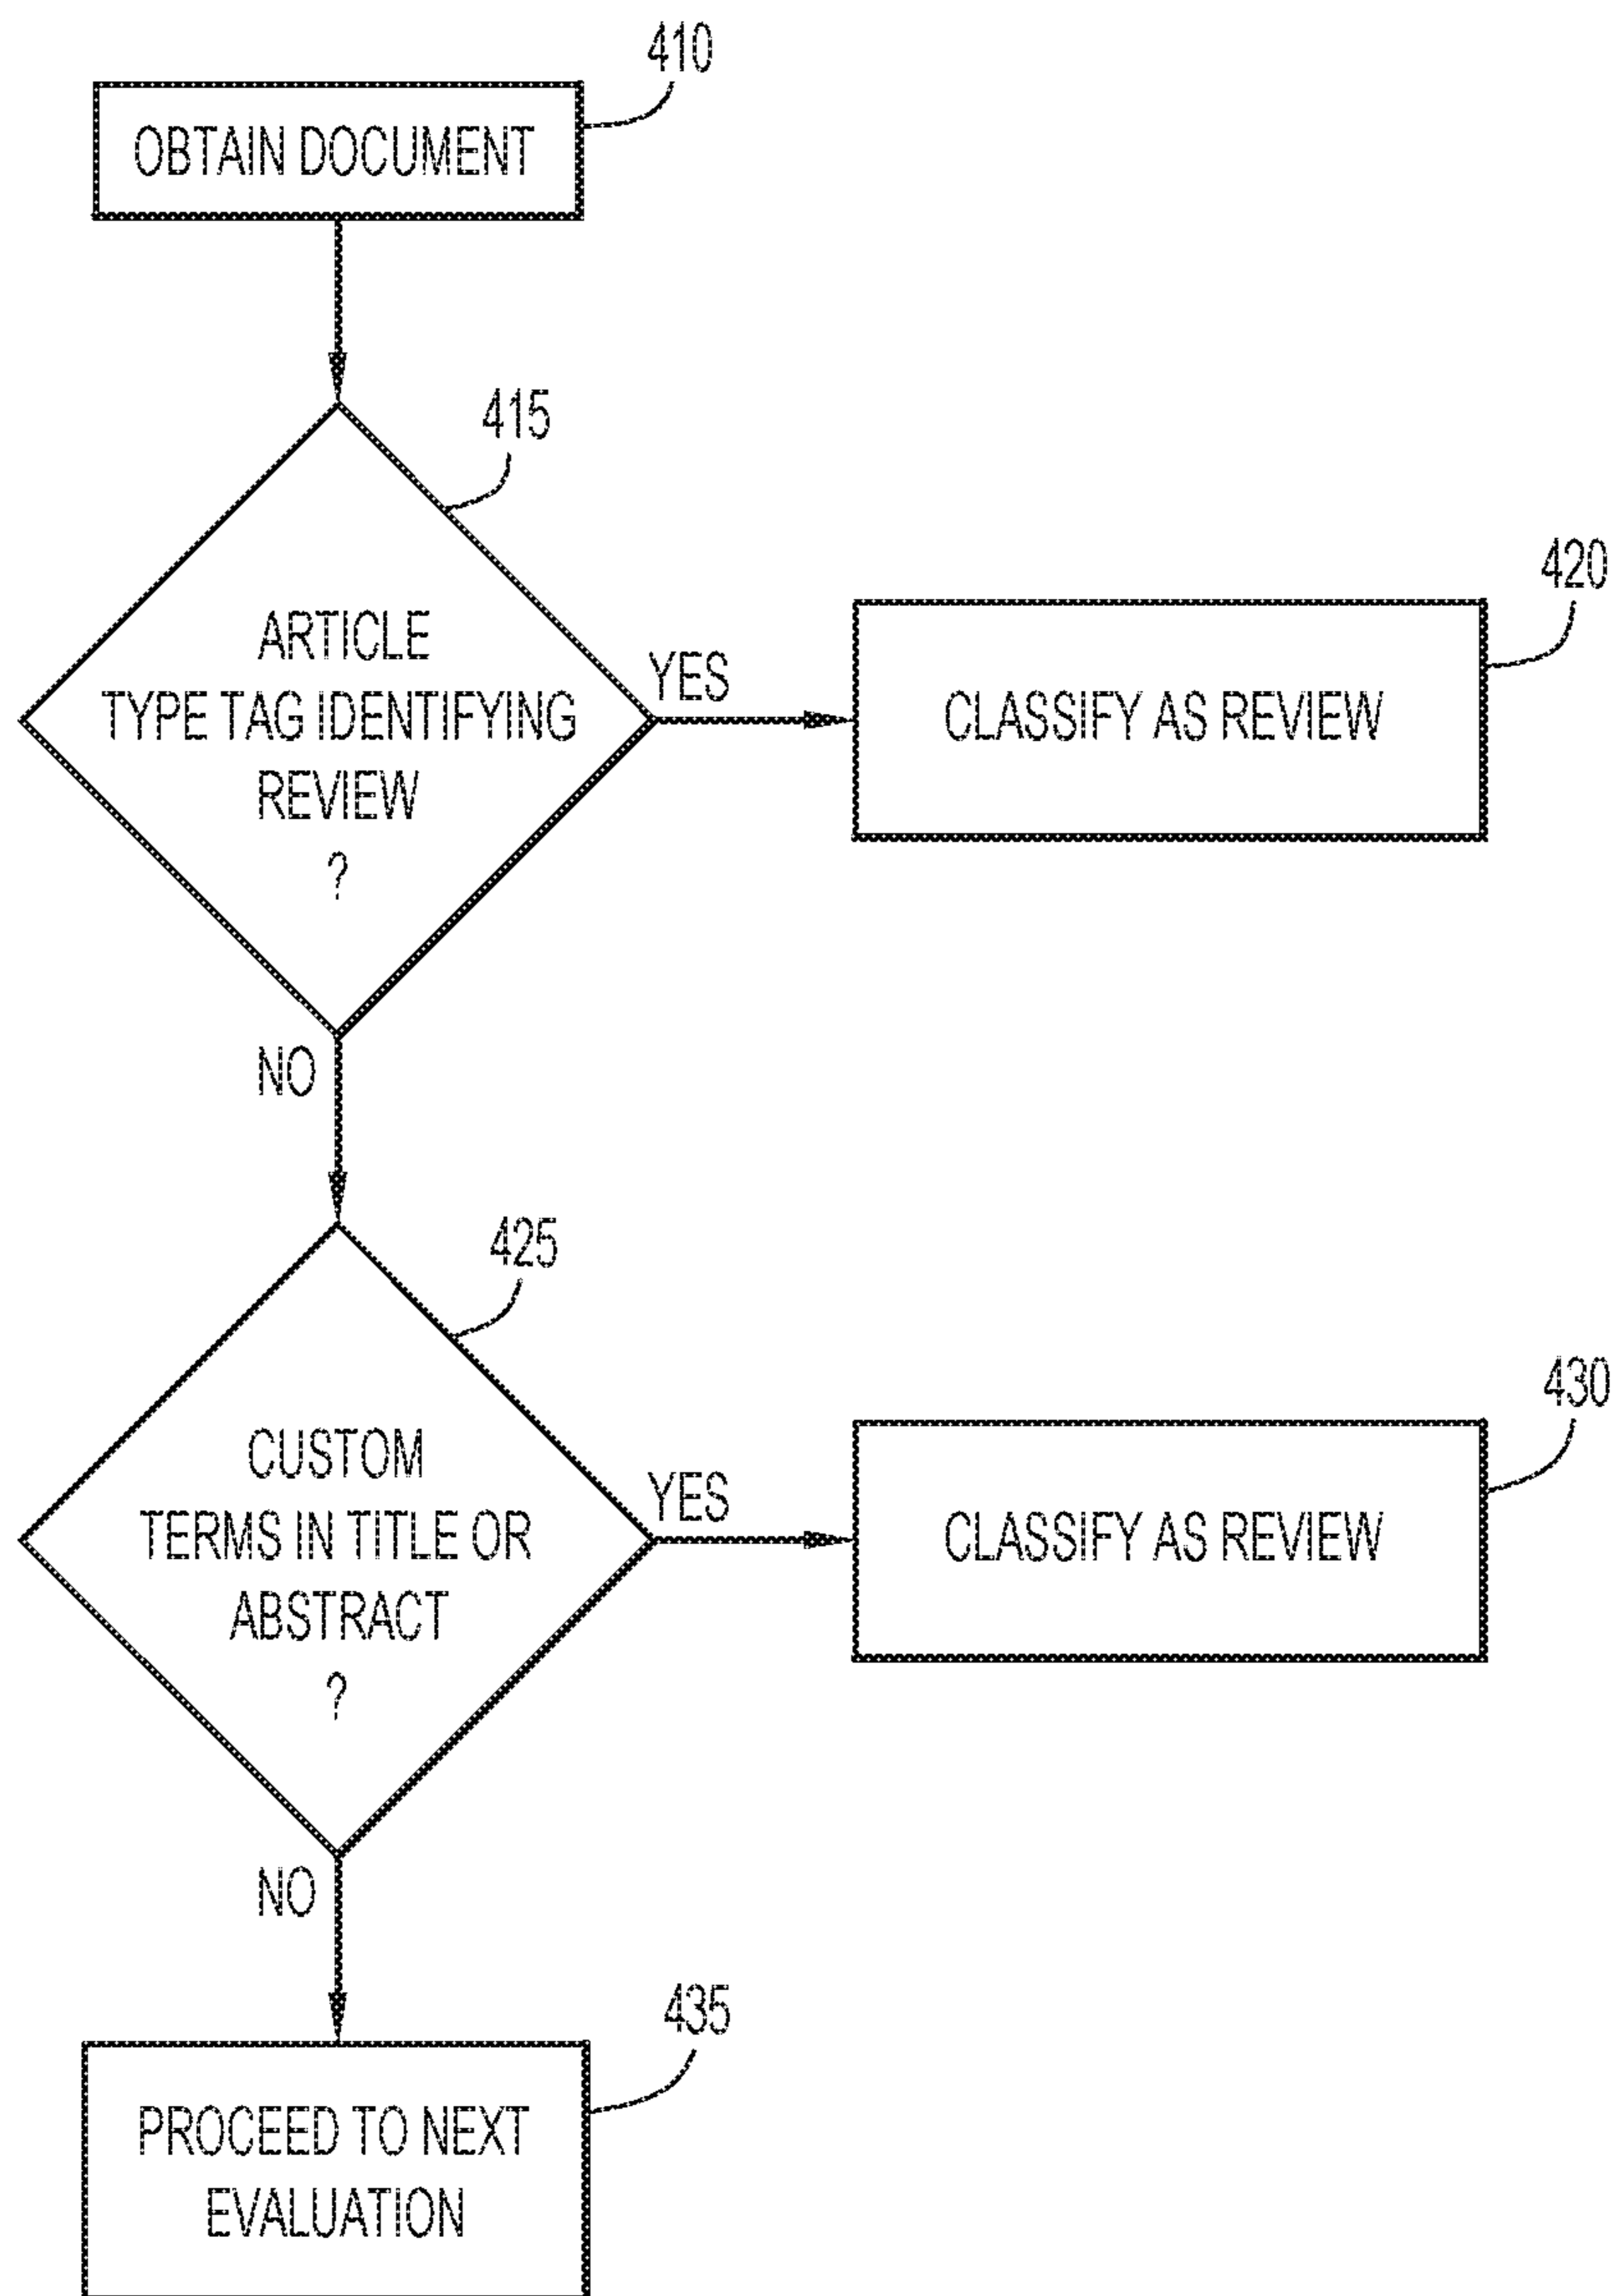 410
OBTAIN DOCUMENT
415
ARTICLE
TYPE TAG IDENTIFYING
REVIEW
?
YES
420
CLASSIFY AS REVIEW
NO
425
CUSTOM
TERMS IN TITLE OR
ABSTRACT
?
YES
430
CLASSIFY AS REVIEW
NO
435
PROCEED TO NEXT
EVALUATION